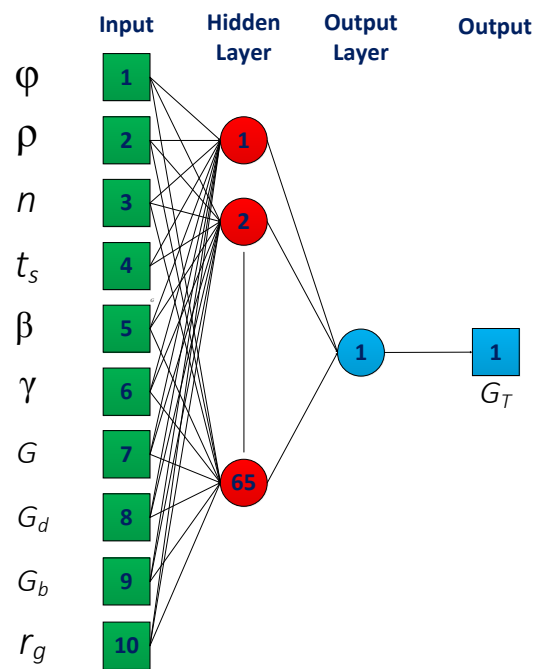 Input
Hidden
Layer
Output
Layer
Output
φ 1
ρ 2
n 3
t_s 4
β 5
γ 6
G 7
G_d 8
G_b 9
r_g 10
1
2
65
1
1
G_T